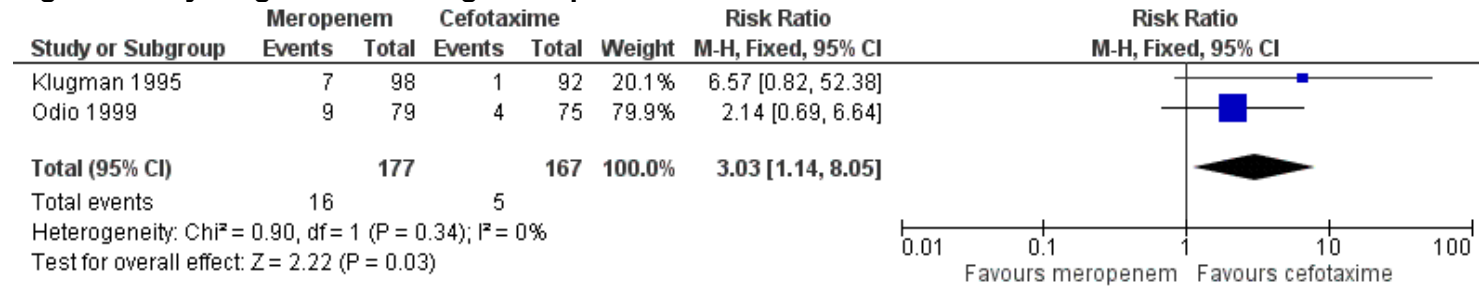 Meropenem Cefotaxime Risk Ratio Risk Ratio
Study or Subgroup Events Total Events Total Weight M-H, Fixed, 95% CI M-H, Fixed, 95% CI
Klugman 1995 7 98 1 92 20.1% 6.57 [0.82, 52.38]
Odio 1999 9 79 4 75 79.9% 2.14 [0.69, 6.64]
Total (95% CI) 177 167 100.0% 3.03 [1.14, 8.05]
Total events 16 5
Heterogeneity: Chi² = 0.90, df = 1 (P = 0.34); I² = 0%
Test for overall effect: Z = 2.22 (P = 0.03)
0.01 0.1 1 10 100
Favours meropenem Favours cefotaxime